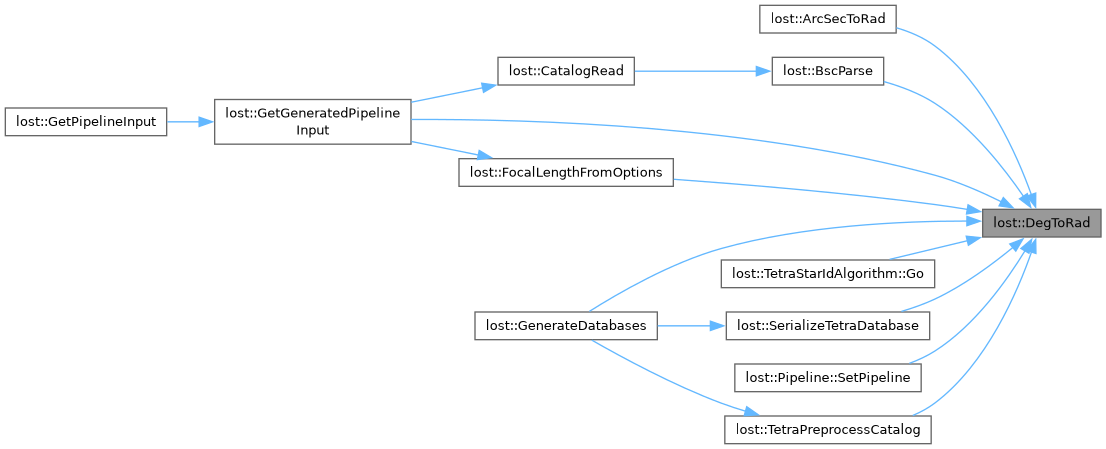 lost::ArcSecToRad
lost::CatalogRead
lost::BscParse
lost::GetPipelineInput
lost::GetGeneratedPipeline
Input
lost::FocalLengthFromOptions
lost::DegToRad
lost::TetraStarIdAlgorithm::Go
lost::GenerateDatabases
lost::SerializeTetraDatabase
lost::Pipeline::SetPipeline
lost::TetraPreprocessCatalog